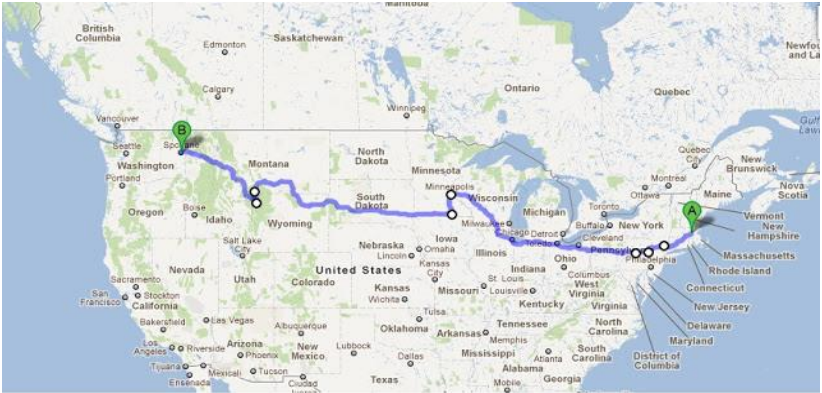 Manitoba
British
Columbia
Edmonton
Saskatchewan
Calgary
Ontario
Quebec
Newfou
and La
Winnipeg
Vancouver
Gulf
Law
Quebec
City
New
Brunswick
B
Spokane
Seattle
Washington
Montana
North
Dakota
Minnesota
Montreal
Ottawa
Maine
Nova
Scotia
Portland
Minneapolis
Wisconsin
A
Oregon
Boise
Idaho
South
Dakota
Michigan
Toronto
Vermont
New
Hampshire
Wyoming
Milwaukee
Buffalo
New York
Chicago
Detroit
Toledo
Cleveland
Massachusetts
Salt Lake
City
Nebraska
Iowa
Omaha
Lincoln
Illinois
Pennsyl
Philadelphia
Rhode Island
Nevada
Utah
United States
Kansas
City
Indiana
Ohio
Columbus
Connecticut
Sacramento
Stockton
San
Francisco
California
Colorado
Kansas
Missouri
St. Louis
Louisville
West
Virginia
New Jersey
Wichita
Kentucky
Virginia
Delaware
Bakersfield
Las Vegas
Tulsa
Maryland
Albuquerque
Oklahoma
Arkansas
Tennessee
Memphis
North
Carolina
Los
Angeles
Riverside
Arizona
Phoenix
New
Mexico
Lubbock
Mississippi
Atlanta
South
Carolina
District of
Columbia
Tijuana
Mexicali
Tucson
Dallas
Alabama
Ensenada
Ciudad
Texas
Mobile
Georgia